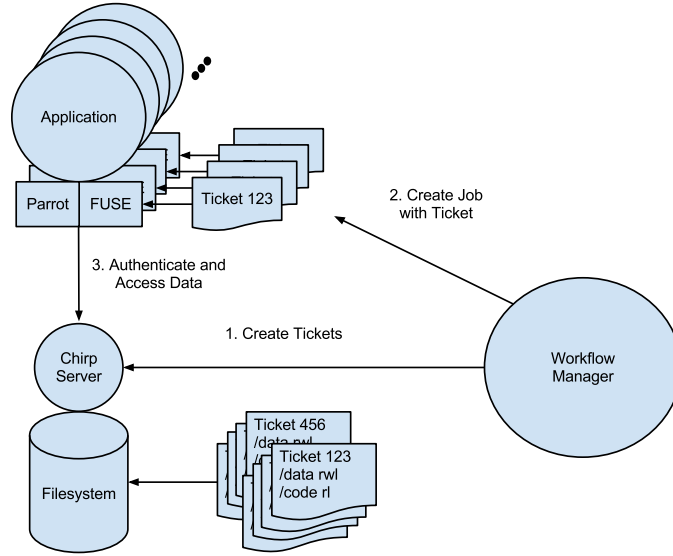 Application
Parrot
FUSE
Ticket 123
2. Create Job
with Ticket
3. Authenticate and
Access Data
1. Create Tickets
Chirp
Server
Workflow
Manager
Filesystem
Ticket 456
/data rwl
Ticket 123
/data rwl
/code rl